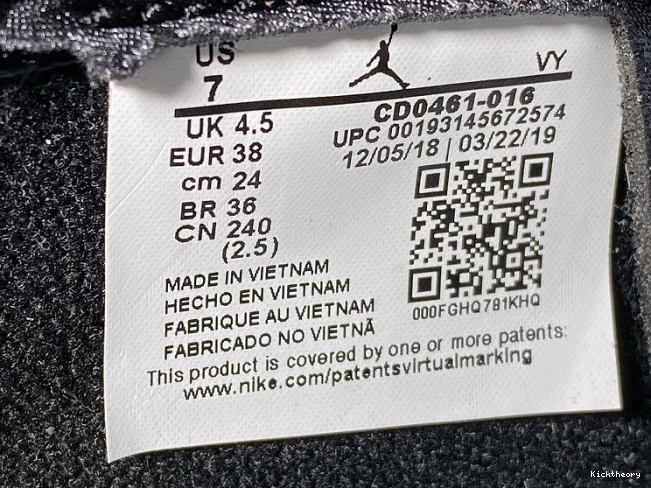 US
7
VY
CD0461-016
UPC 00193145672574
12/05/18 | 03/22/19
UK 4.5
EUR 38
cm 24
BR 36
CN 240
(2.5)
000FGHQ781KHQ
MADE IN VIETNAM
HECHO EN VIETNAM
FABRIQUE AU VIETNAM
FABRICADO NO VIETNÃ
This product is covered by one or more patents:
www.nike.com/patentsvirtualmarking
Kicktheory